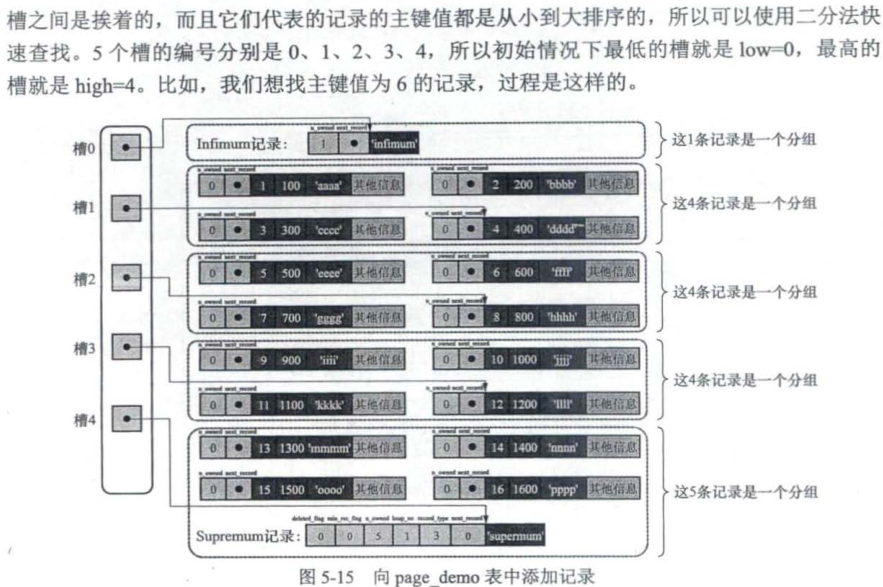 槽之间是挨着的，而且它们代表的记录的主键值都是从小到大排序的，所以可以使用二分法快
速查找。5 个槽的编号分别是 0、1、2、3、4，所以初始情况下最低的槽就是 low=0，最高的
槽就是 high=4。比如，我们想找主键值为 6 的记录，过程是这样的。
槽0
n_owned next_record
Infimum记录： 1 'infimum' 这1条记录是一个分组
n_owned next_record n_owned next_record
0 1 100 'aaaa' 其他信息 0 2 200 'bbbb' 其他信息
槽1 这4条记录是一个分组
n_owned next_record n_owned next_record
0 3 300 'cccc' 其他信息 0 4 400 'dddd' 其他信息
n_owned next_record n_owned next_record
0 5 500 'eeee' 其他信息 0 6 600 'ffff' 其他信息
槽2 这4条记录是一个分组
n_owned next_record n_owned next_record
0 7 700 'gggg' 其他信息 0 8 800 'hhhh' 其他信息
n_owned next_record n_owned next_record
槽3 0 9 900 'iiii' 其他信息 0 10 1000 'jjjj' 其他信息
这4条记录是一个分组
n_owned next_record n_owned next_record
0 11 1100 'kkkk' 其他信息 0 12 1200 'llll' 其他信息
槽4
n_owned next_record n_owned next_record
0 13 1300 'mmmm' 其他信息 0 14 1400 'nnnn' 其他信息
n_owned next_record n_owned next_record
0 15 1500 'oooo' 其他信息 0 16 1600 'pppp' 其他信息 这5条记录是一个分组
deleted_flag min_rec_flag n_owned heap_no record_type next_record
Supremum记录： 0 0 5 1 3 0 'supermum'
图 5-15 向 page_demo 表中添加记录